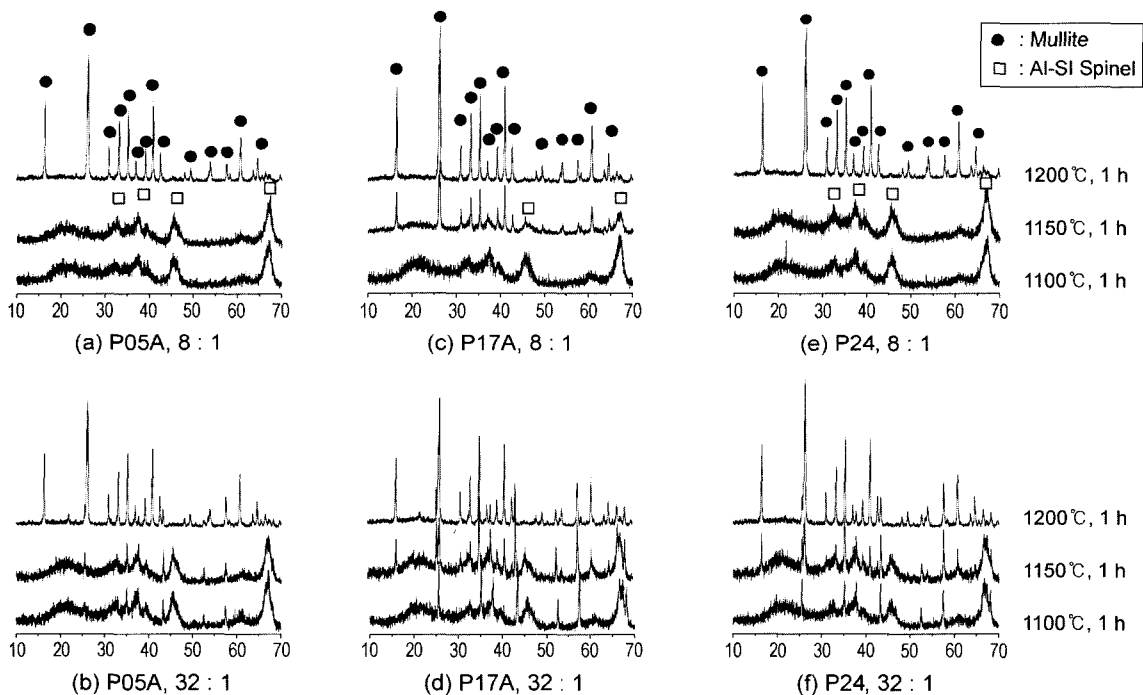 ● : Mullite
□ : Al-SI Spinel
1200℃, 1 h
1150℃, 1 h
1100℃, 1 h
10 20 30 40 50 60 70
10 20 30 40 50 60 70
10 20 30 40 50 60 70
(a) P05A, 8 : 1
(c) P17A, 8 : 1
(e) P24, 8 : 1
1200℃, 1 h
1150℃, 1 h
1100℃, 1 h
10 20 30 40 50 60 70
10 20 30 40 50 60 70
10 20 30 40 50 60 70
(b) P05A, 32 : 1
(d) P17A, 32 : 1
(f) P24, 32 : 1